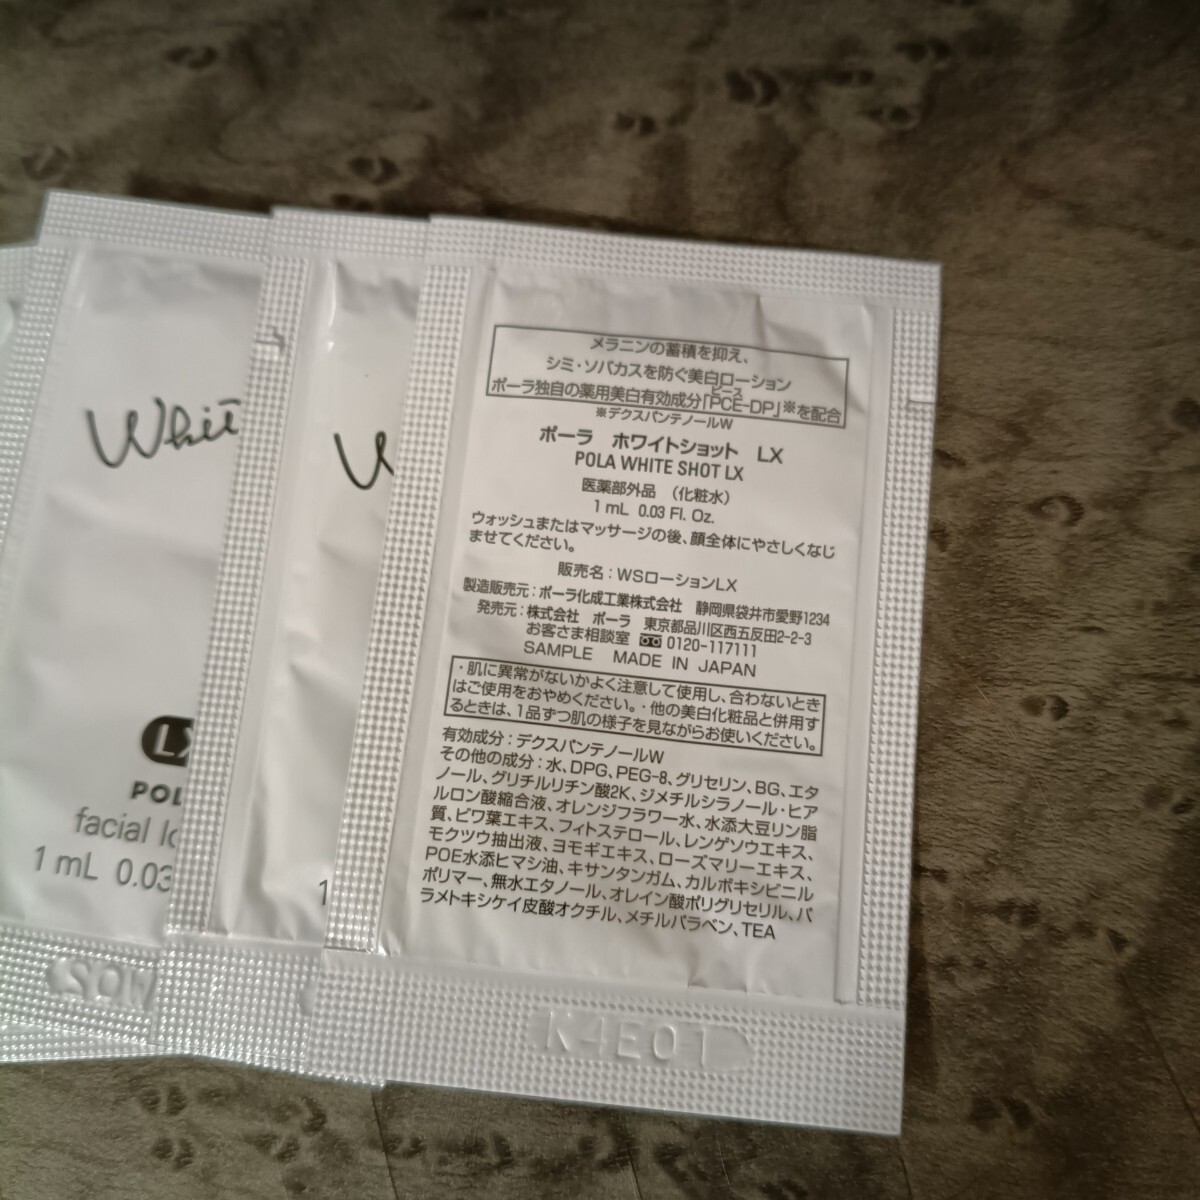 メラニンの蓄積を抑え、
シミ・ソバカスを防ぐ美白ローション
ピース
ポーラ独自の薬用美白有効成分「PCE-DP」※を配合
※デクスパンテノールW
ポーラ ホワイトショット LX
POLA WHITE SHOT LX
医薬部外品 (化粧水)
1 mL 0.03 Fl. Oz.
ウォッシュまたはマッサージの後、顔全体にやさしくなじ
ませてください。
販売名:WSローションLX
製造販売元:ポーラ化成工業株式会社 静岡県袋井市愛野1234
発売元:株式会社 ポーラ 東京都品川区西五反田2-2-3
お客さま相談室 0120-117111
SAMPLE MADE IN JAPAN
・肌に異常がないかよく注意して使用し、合わないとき
はご使用をおやめください。・他の美白化粧品と併用す
るときは、1品ずつ肌の様子を見ながらお使いください。
有効成分:デクスパンテノールW
その他の成分:水、DPG、PEG-8、グリセリン、BG、エタ
ノール、グリチルリチン酸2K、ジメチルシラノール・ヒア
ルロン酸縮合液、オレンジフラワー水、水添大豆リン脂
質、ビワ葉エキス、フィトステロール、レンゲソウエキス、
モクツウ抽出液、ヨモギエキス、ローズマリーエキス、
POE水添ヒマシ油、キサンタンガム、カルボキシビニル
ポリマー、無水エタノール、オレイン酸ポリグリセリル、パ
ラメトキシケイ皮酸オクチル、メチルパラベン、TEA
K4E01
White
LX
POL
facial lo
1 mL 0.03
W
1